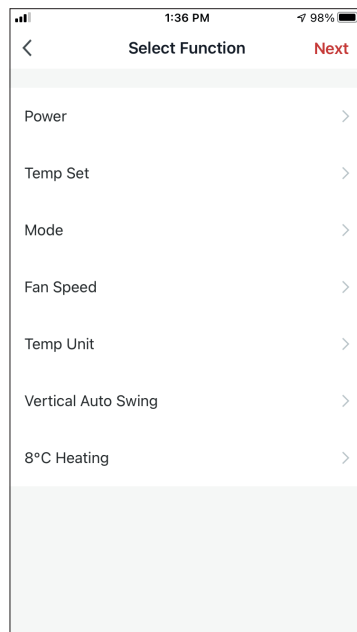 1:36 PM
98%
Select Function
Next
Power
Temp Set
Mode
Fan Speed
Temp Unit
Vertical Auto Swing
8°C Heating